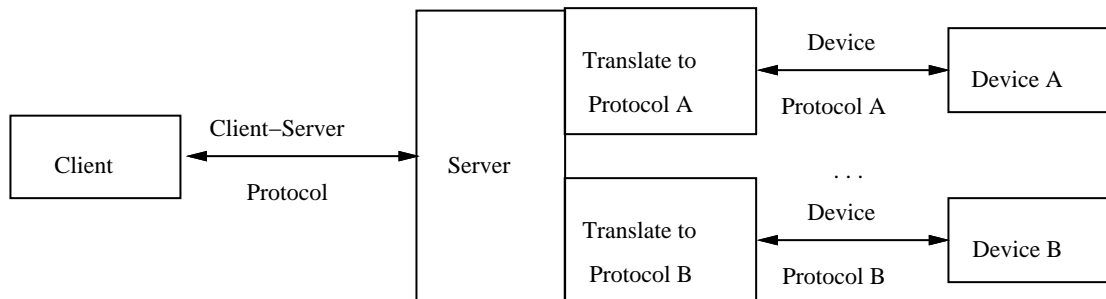 Client
Client−Server
Protocol
Server
Translate to
Protocol A
Device
Protocol A
Device A
. . .
Translate to
Protocol B
Device
Protocol B
Device B